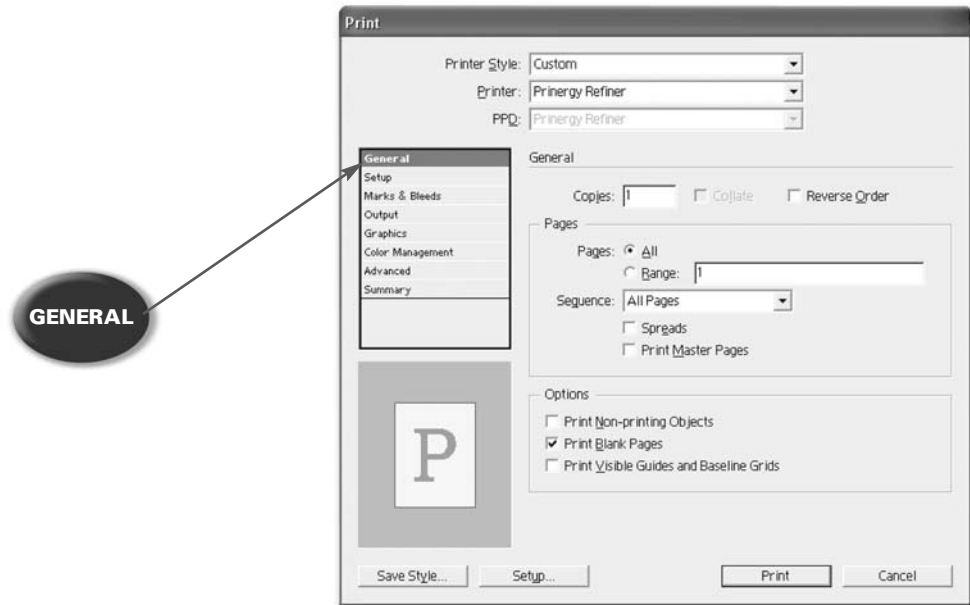 Print
Printer Style: Custom
Printer: Prinergy Refiner
PPD: Prinergy Refiner
General
Setup
Marks & Bleeds
Output
Graphics
Color Management
Advanced
Summary
General
Copies: 1 Collate Reverse Order
Pages
Pages: All
Range: 1
Sequence: All Pages
Spreads
Print Master Pages
Options
Print Non-printing Objects
Print Blank Pages
Print Visible Guides and Baseline Grids
P
Save Style... Setup... Print Cancel
GENERAL